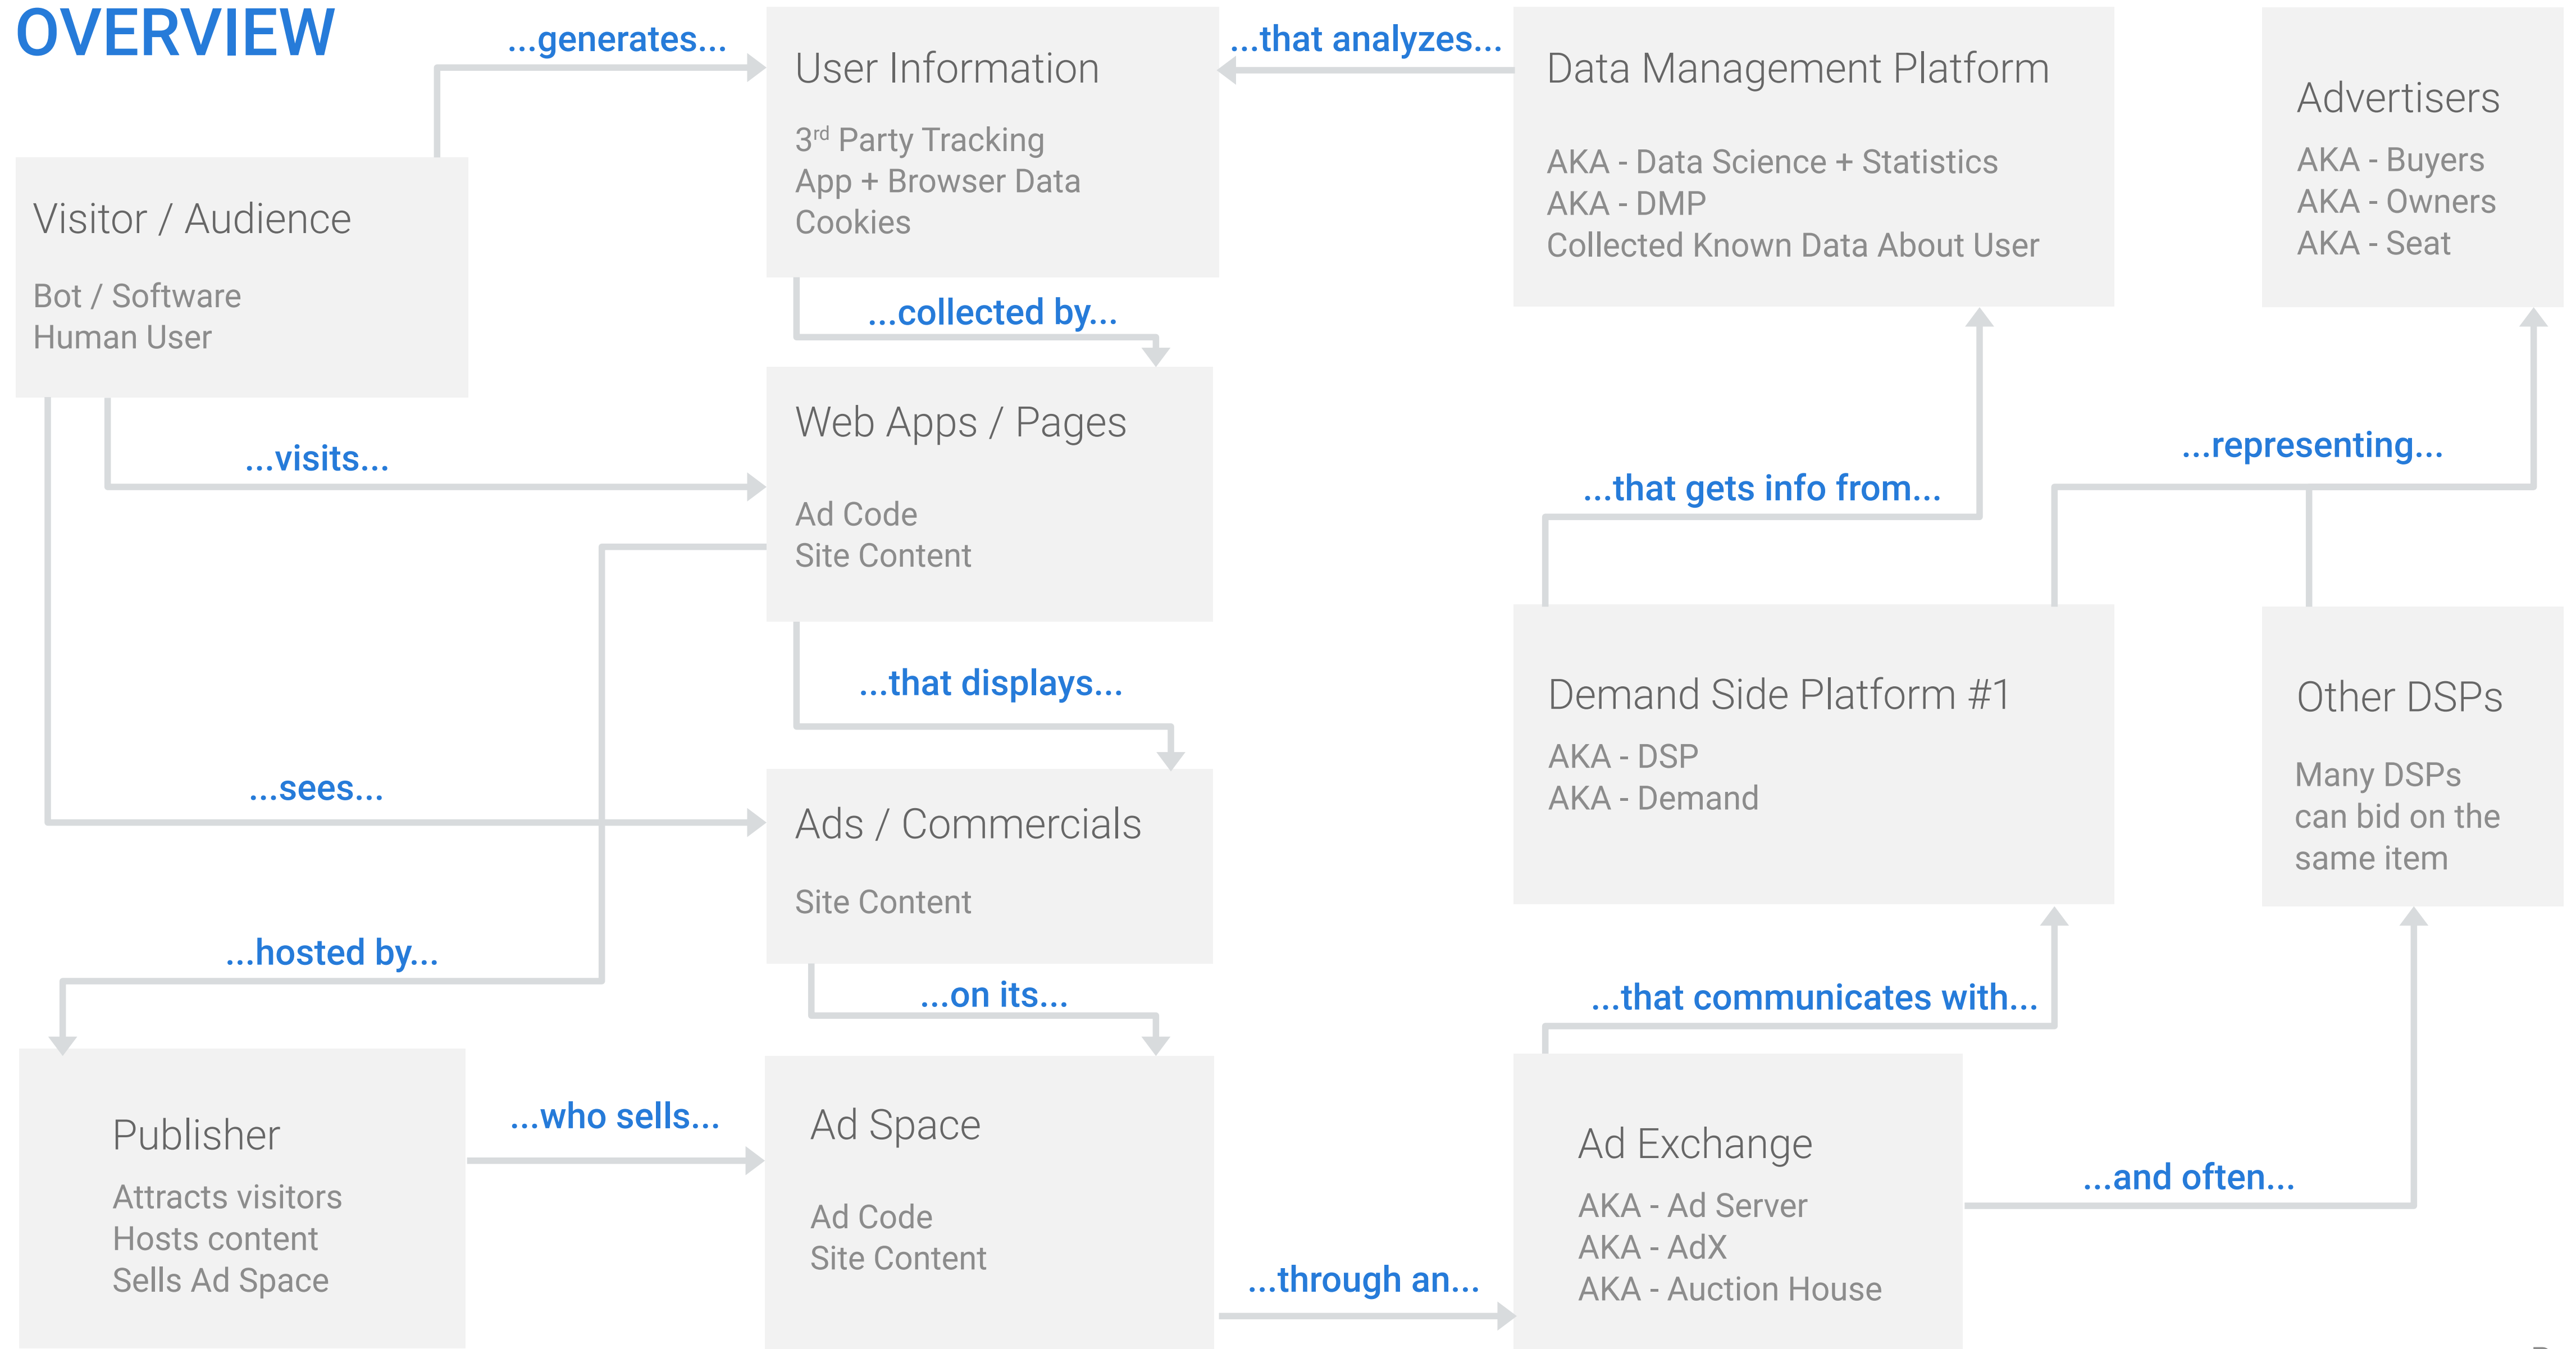 OVERVIEW
...generates...
User Information
3rd Party Tracking
App + Browser Data
Cookies
...that analyzes...
Data Management Platform
AKA - Data Science + Statistics
AKA - DMP
Collected Known Data About User
Advertisers
AKA - Buyers
AKA - Owners
AKA - Seat
Visitor / Audience
Bot / Software
Human User
...collected by...
...visits...
Web Apps / Pages
Ad Code
Site Content
...that gets info from...
...representing...
...that displays...
...sees...
Ads / Commercials
Site Content
Demand Side Platform #1
AKA - DSP
AKA - Demand
Other DSPs
Many DSPs
can bid on the
same item
...hosted by...
...on its...
...that communicates with...
Publisher
Attracts visitors
Hosts content
Sells Ad Space
...who sells...
Ad Space
Ad Code
Site Content
...through an...
Ad Exchange
AKA - Ad Server
AKA - AdX
AKA - Auction House
...and often...